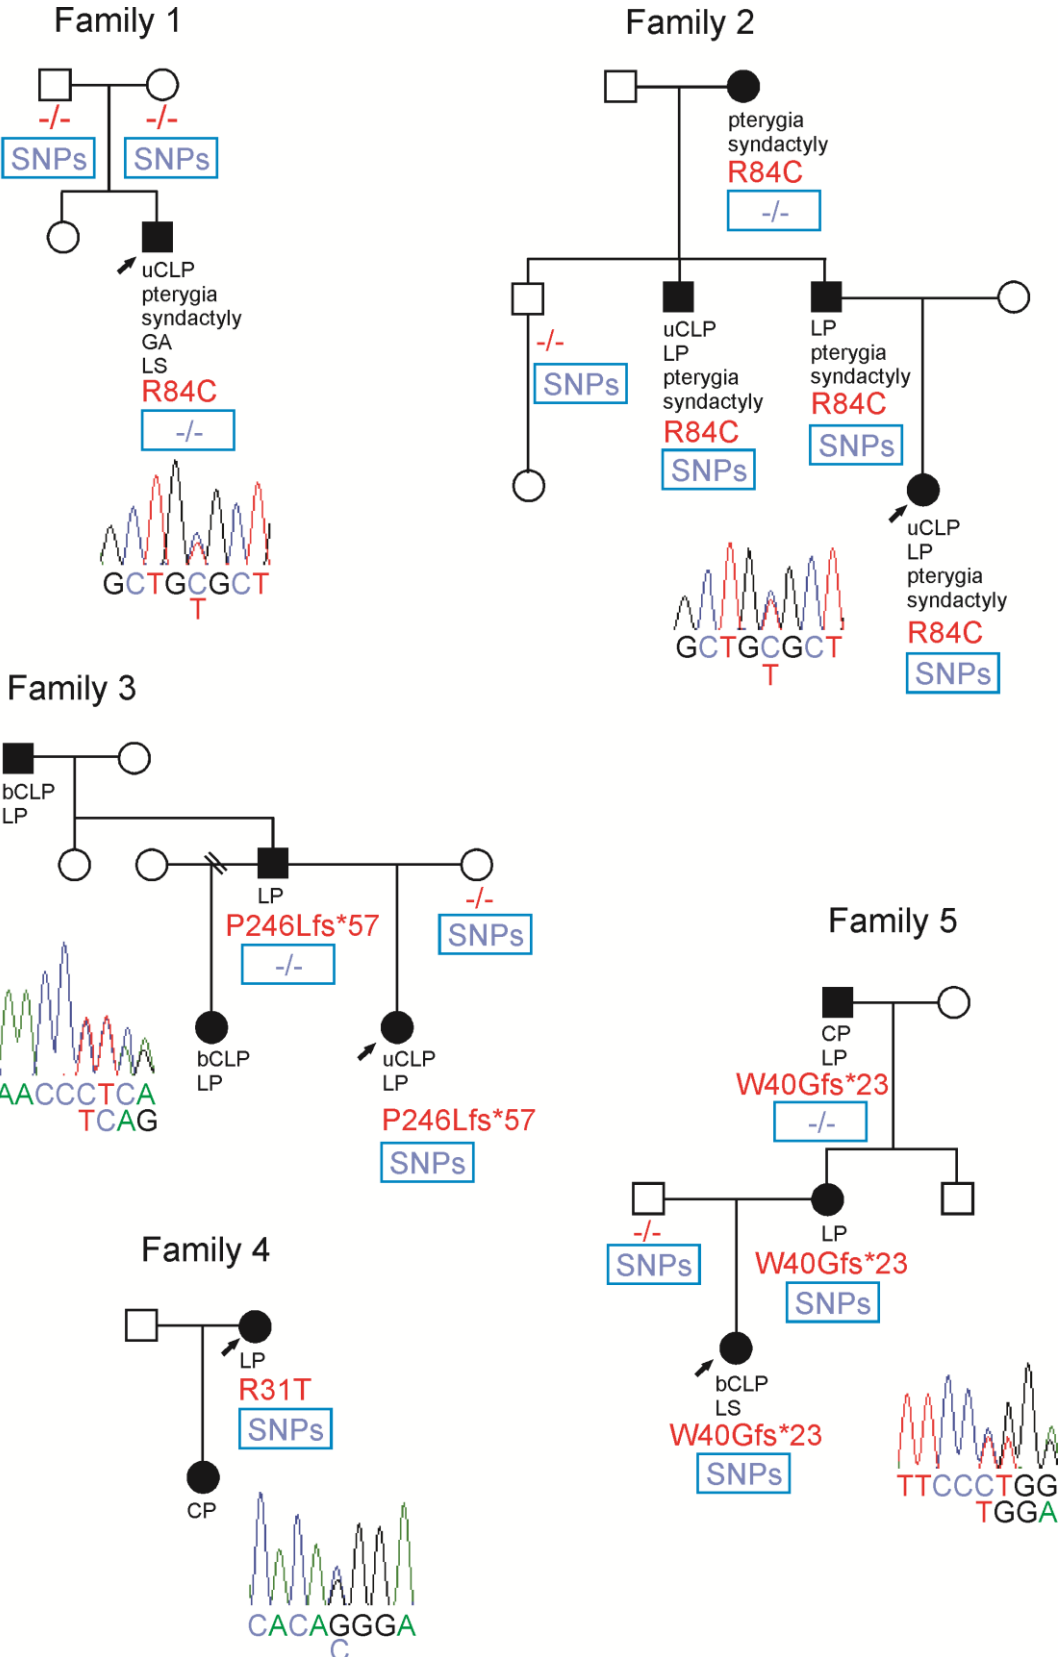 Family 1
-/-
-/-
SNPs
SNPs
uCLP
pterygia
syndactyly
GA
LS
R84C
-/-
GCTGCGCT
T
Family 2
pterygia
syndactyly
R84C
-/-
-/-
SNPs
uCLP
LP
pterygia
syndactyly
R84C
SNPs
LP
pterygia
syndactyly
R84C
SNPs
uCLP
LP
pterygia
syndactyly
R84C
SNPs
GCTGCGCT
T
Family 3
bCLP
LP
LP
P246Lfs*57
-/-
-/-
SNPs
bCLP
LP
uCLP
LP
P246Lfs*57
SNPs
AACCCTCA
TCAG
Family 4
LP
R31T
SNPs
CP
CACAGGGA
C
Family 5
CP
LP
W40Gfs*23
-/-
-/-
SNPs
LP
W40Gfs*23
SNPs
bCLP
LS
W40Gfs*23
SNPs
TTCCCTGG
TGGA